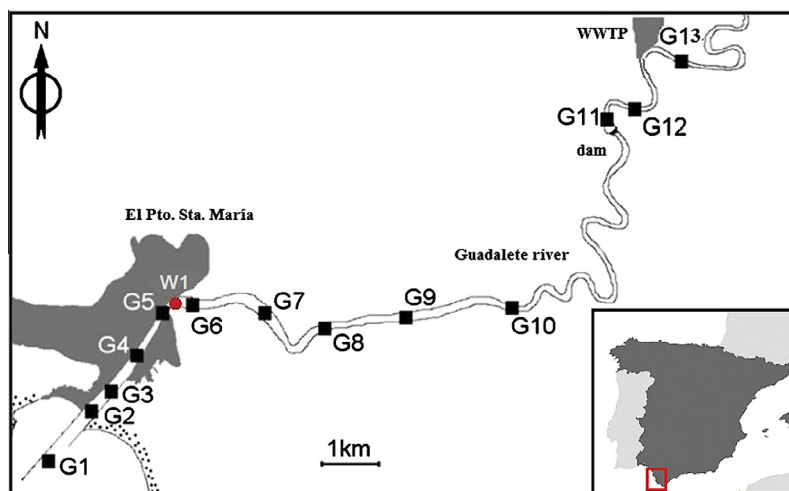 N
WWTP
G13
G11
G12
dam
El Pto. Sta. María
Guadalete river
W1
G5
G6
G7
G8
G9
G10
G4
G3
G2
G1
1km